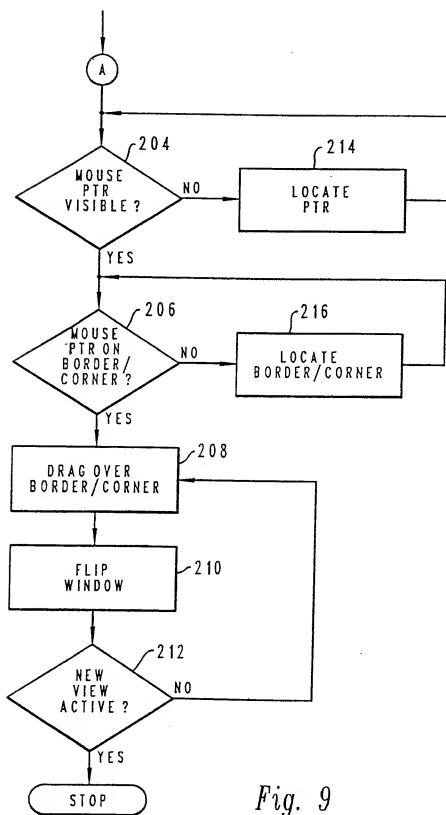 A
204
MOUSE
PTR
VISIBLE?
NO
214
LOCATE
PTR
YES
206
MOUSE
PTR ON
BORDER/
CORNER?
NO
216
LOCATE
BORDER/CORNER
YES
208
DRAG OVER
BORDER/CORNER
FLIP
WINDOW
210
212
NEW
VIEW
ACTIVE?
NO
YES
STOP
Fig. 9